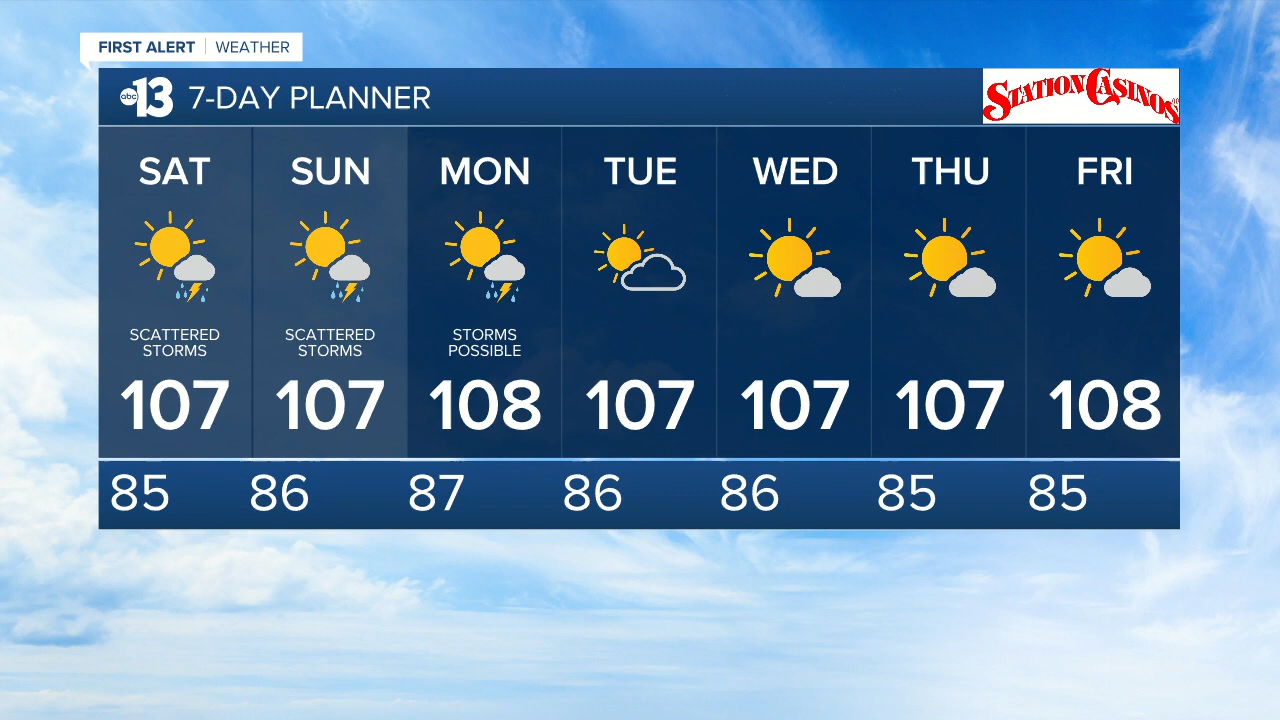 FIRST ALERT | WEATHER
abc 13 7-DAY PLANNER
STATION CASINOS
SAT SUN MON TUE WED THU FRI
SCATTERED SCATTERED STORMS
STORMS STORMS POSSIBLE
107 107 108 107 107 107 108
85 86 87 86 86 85 85